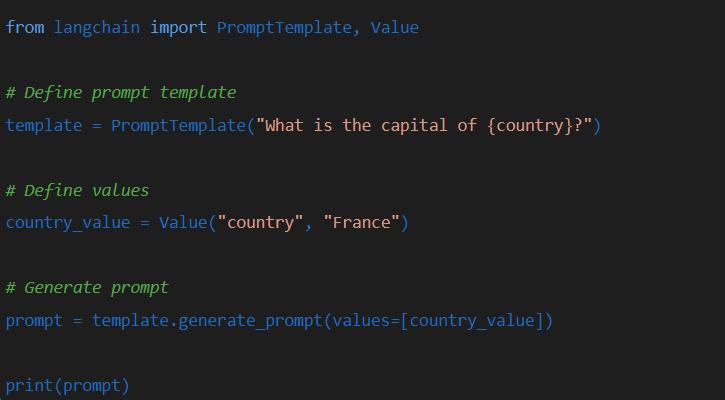 from langchain import PromptTemplate, Value
# Define prompt template
template = PromptTemplate("What is the capital of {country}?")
# Define values
country_value = Value("country", "France")
# Generate prompt
prompt = template.generate_prompt(values=[country_value])
print(prompt)